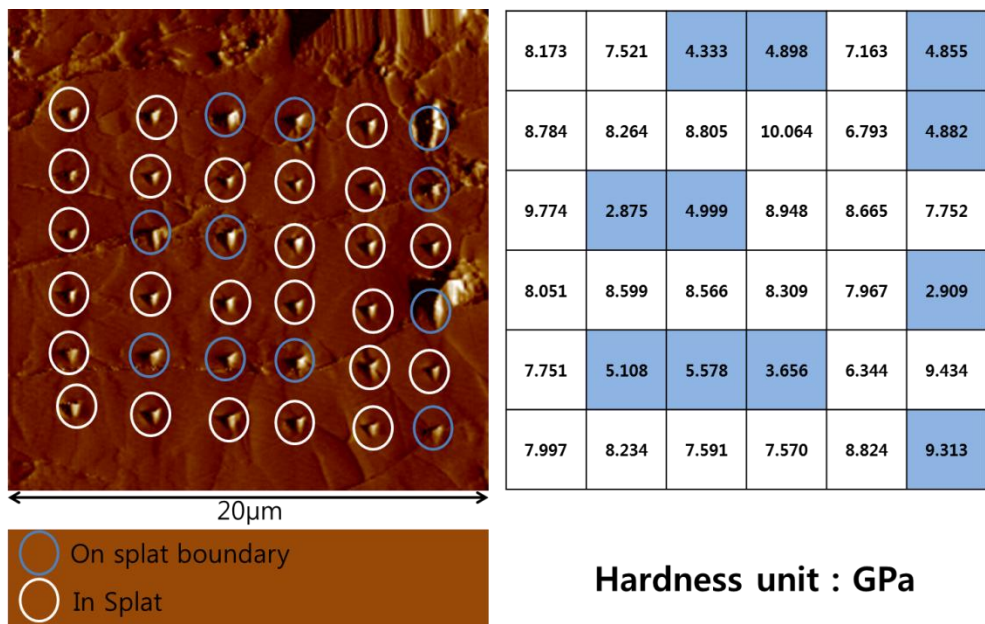 8.173 7.521 4.333 4.898 7.163 4.855
8.784 8.264 8.805 10.064 6.793 4.882
9.774 2.875 4.999 8.948 8.665 7.752
8.051 8.599 8.566 8.309 7.967 2.909
7.751 5.108 5.578 3.656 6.344 9.434
7.997 8.234 7.591 7.570 8.824 9.313
20μm
On splat boundary
In Splat
Hardness unit : GPa